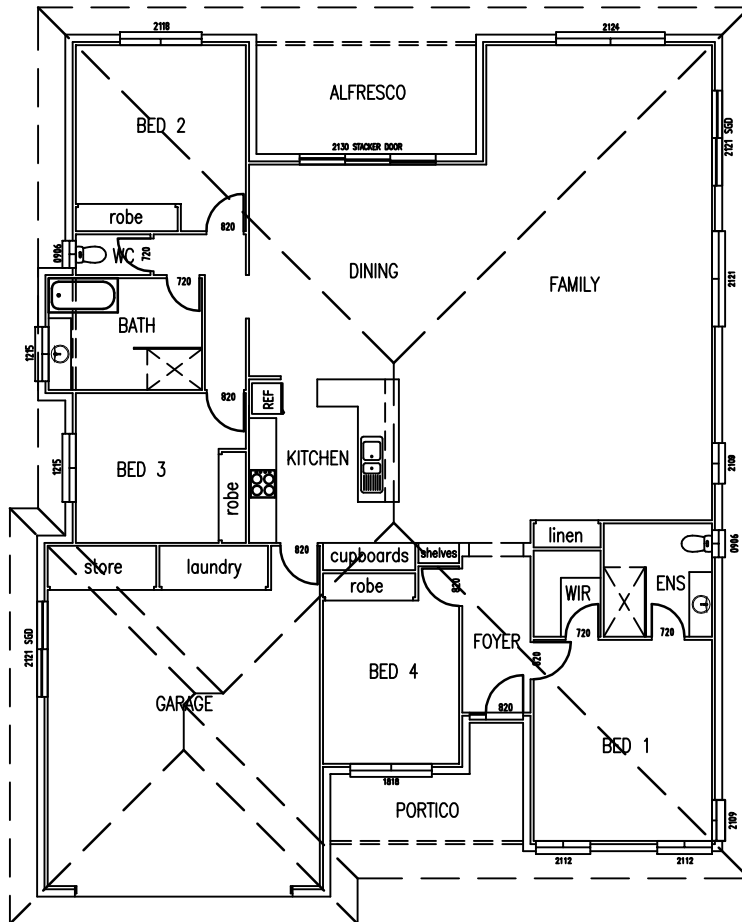 2118
2124
ALFRESCO
BED 2
2130 STACKER DOOR
2121 SGD
robe
820
0906
WC
720
720
DINING
FAMILY
2121
BATH
1215
820
REF
KITCHEN
BED 3
1215
robe
2108
820
linen
0906
store
laundry
cupboards
shelves
robe
820
WIR
ENS
X
X
720
720
2121 SGD
FOYER
820
BED 4
GARAGE
820
BED 1
1818
PORTICO
2109
2112
2112